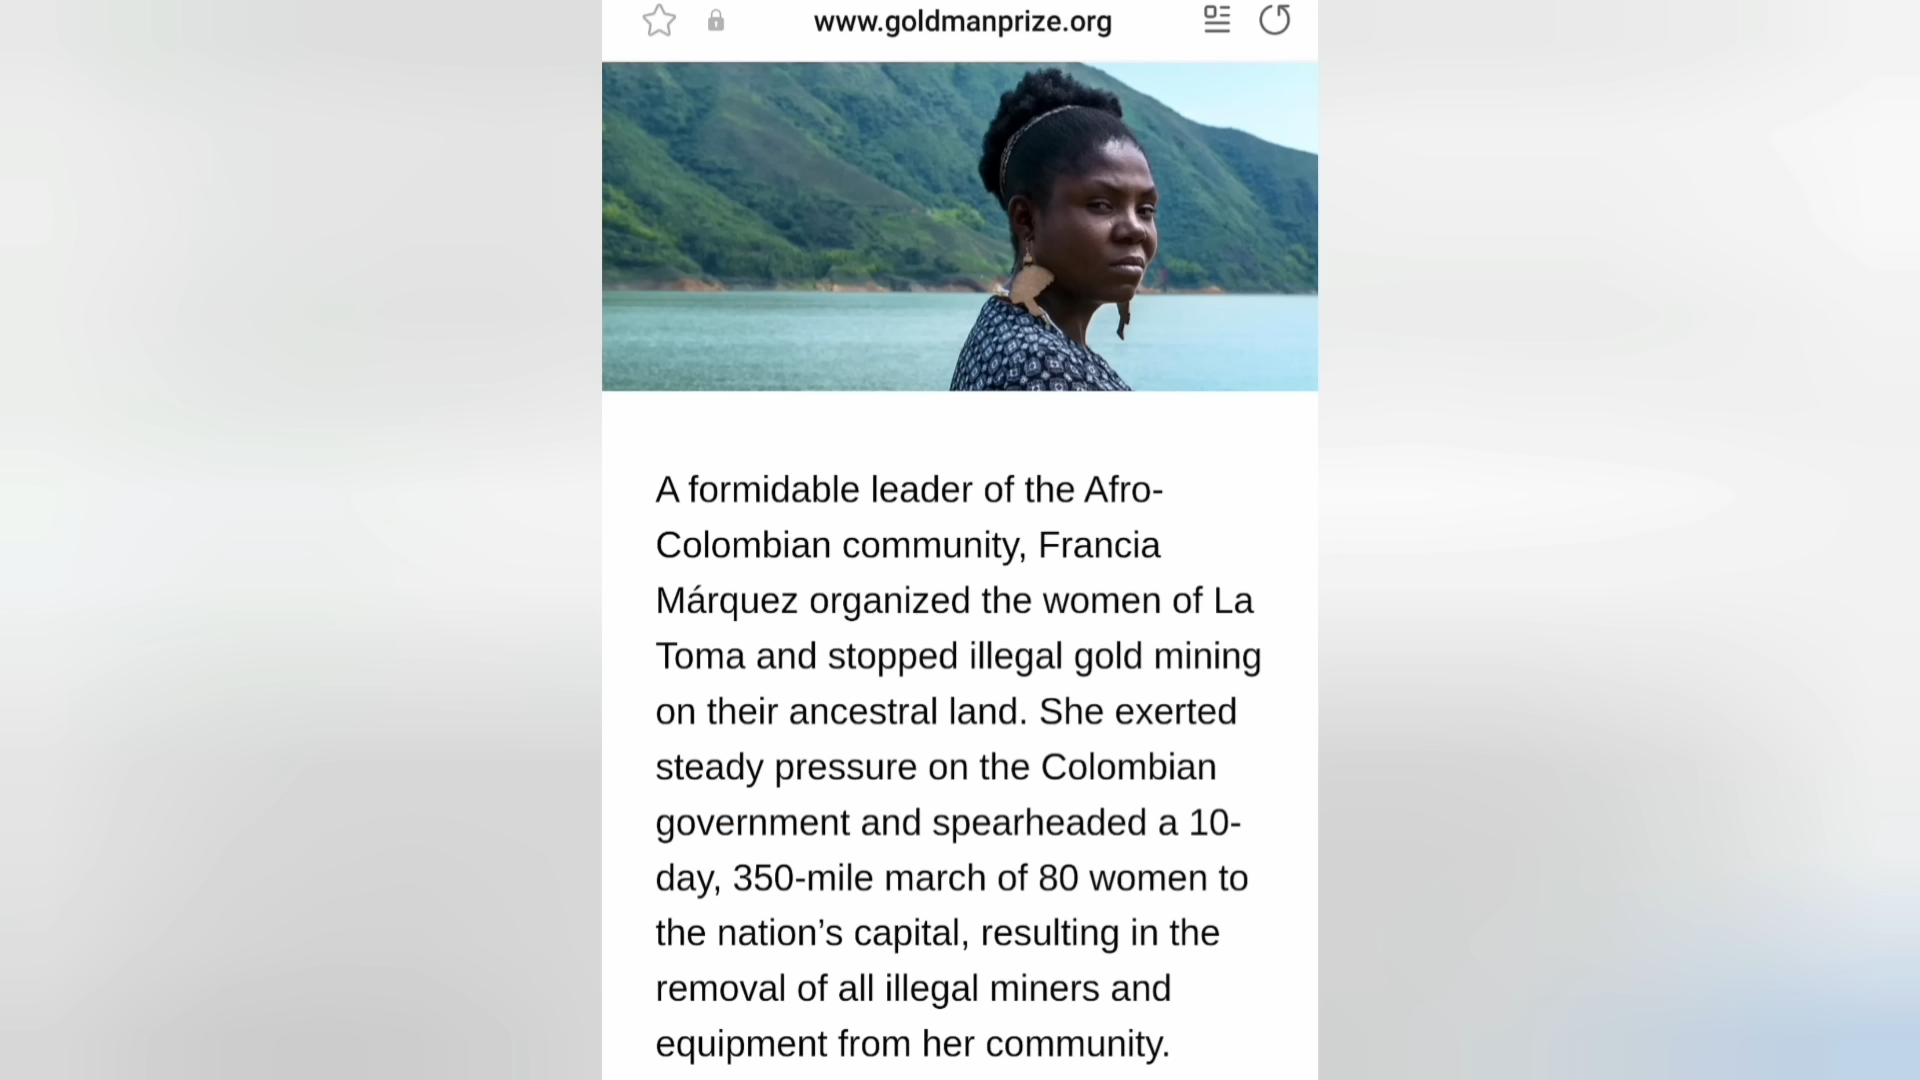 www.goldmanprize.org
A formidable leader of the Afro-
Colombian community, Francia
Márquez organized the women of La
Toma and stopped illegal gold mining
on their ancestral land. She exerted
steady pressure on the Colombian
government and spearheaded a 10-
day, 350-mile march of 80 women to
the nation’s capital, resulting in the
removal of all illegal miners and
equipment from her community.